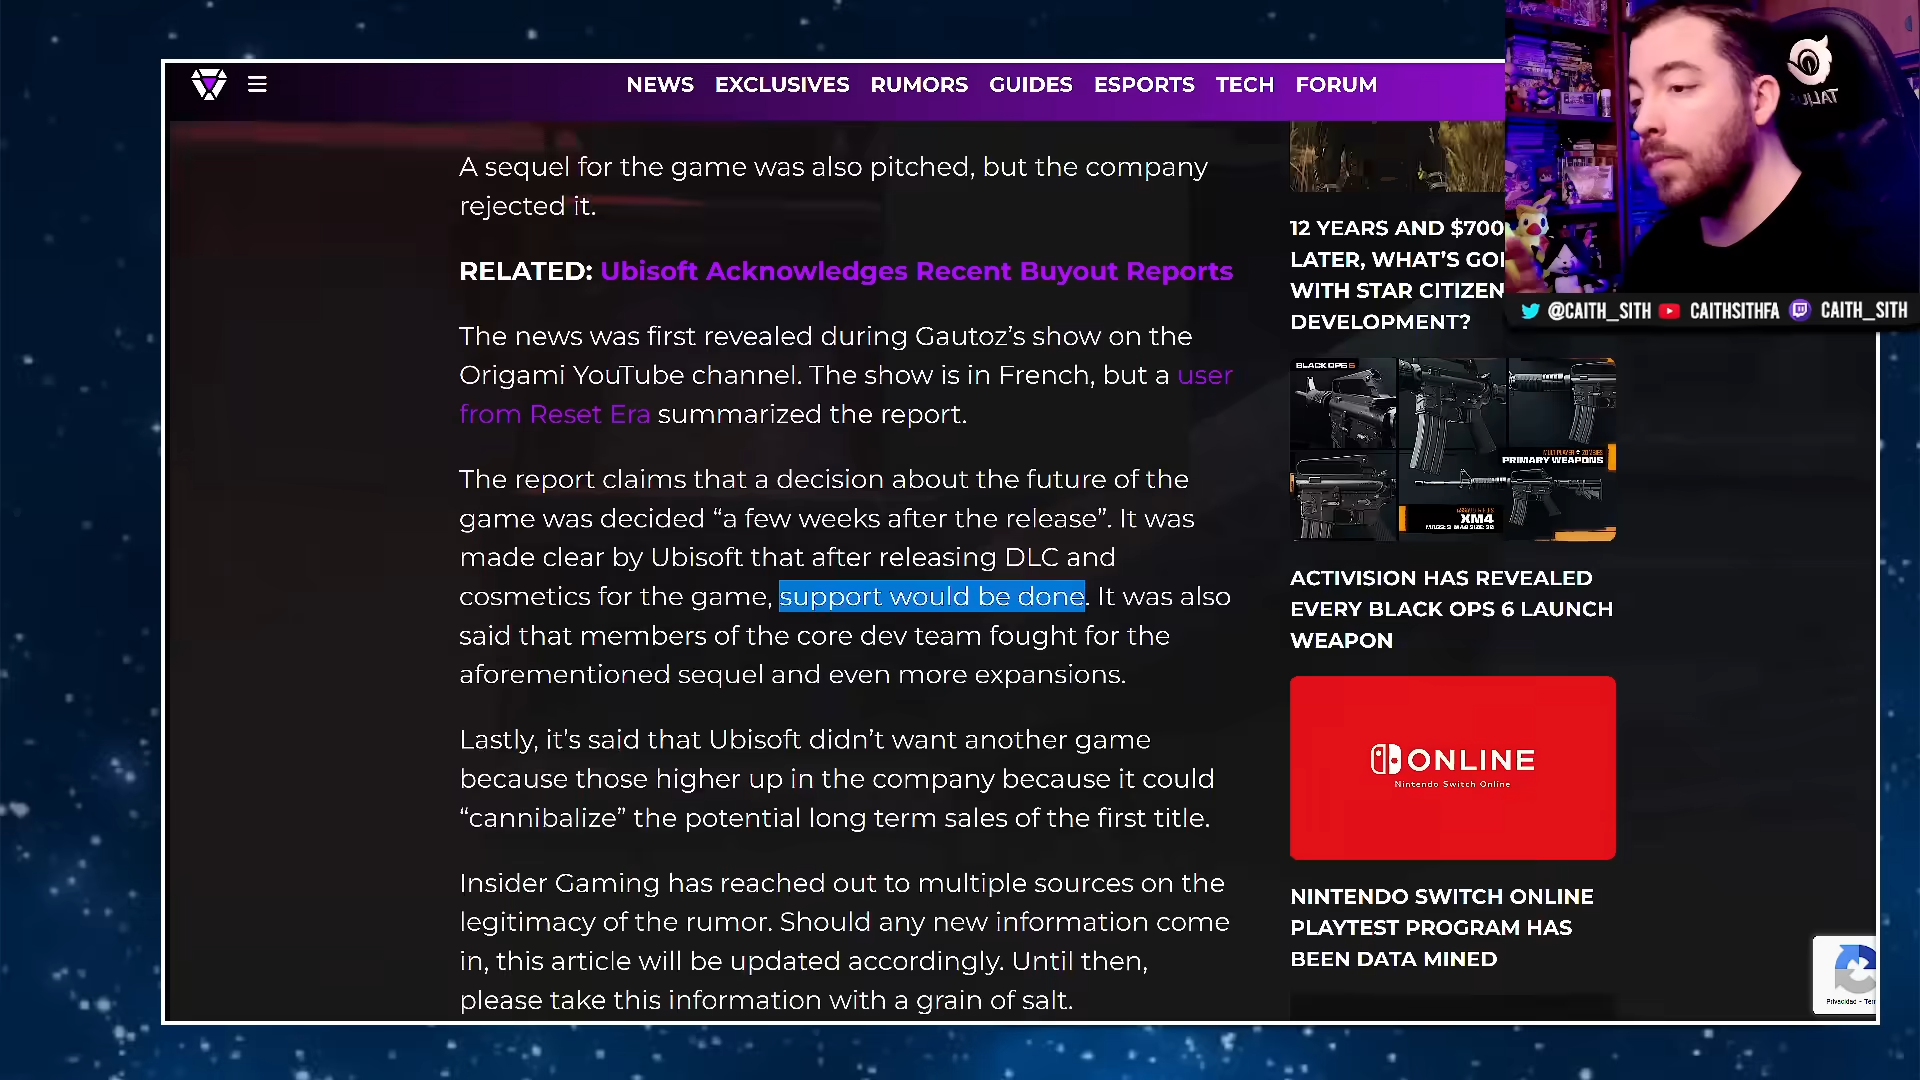 NEWS EXCLUSIVES RUMORS GUIDES ESPORTS TECH FORUM
A sequel for the game was also pitched, but the company
rejected it.
RELATED: Ubisoft Acknowledges Recent Buyout Reports
The news was first revealed during Gautoz’s show on the
Origami YouTube channel. The show is in French, but a user
from Reset Era summarized the report.
The report claims that a decision about the future of the
game was decided “a few weeks after the release”. It was
made clear by Ubisoft that after releasing DLC and
cosmetics for the game, support would be done. It was also
said that members of the core dev team fought for the
aforementioned sequel and even more expansions.
Lastly, it’s said that Ubisoft didn’t want another game
because those higher up in the company because it could
“cannibalize” the potential long term sales of the first title.
Insider Gaming has reached out to multiple sources on the
legitimacy of the rumor. Should any new information come
in, this article will be updated accordingly. Until then,
please take this information with a grain of salt.
12 YEARS AND $700
LATER, WHAT’S GOI
WITH STAR CITIZEN
DEVELOPMENT?
BLACK OPS 6
PRIMARY WEAPONS
XM4
ACTIVISION HAS REVEALED
EVERY BLACK OPS 6 LAUNCH
WEAPON
ONLINE
Nintendo Switch Online
NINTENDO SWITCH ONLINE
PLAYTEST PROGRAM HAS
BEEN DATA MINED
@CAITH_SITH CAITHSITHFA CAITH_SITH
Privacidad - Ter